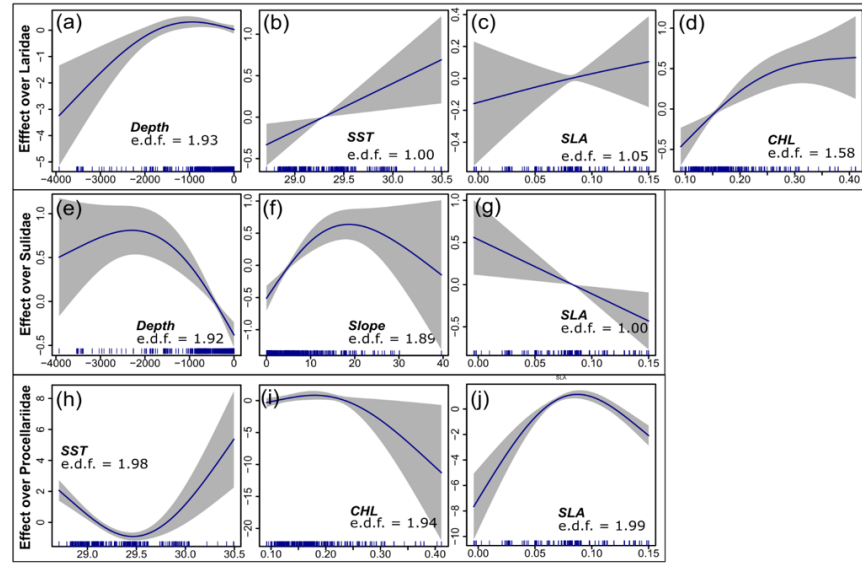 Efffect over Laridae
(a)
Depth
e.d.f. = 1.93
0
-1
-2
-3
-4
-5
-4000 -3000 -2000 -1000 0
(b)
SST
e.d.f. = 1.00
1.0
0.5
0.0
-0.5
29.0 29.5 30.0 30.5
(c)
SLA
e.d.f. = 1.05
0.4
0.2
0.0
-0.2
-0.4
0.00 0.05 0.10 0.15
(d)
CHL
e.d.f. = 1.58
1.0
0.5
0.0
-0.5
0.10 0.20 0.30 0.40
Effect over Sulidae
(e)
Depth
e.d.f. = 1.92
1.0
0.5
0.0
-0.5
-4000 -3000 -2000 -1000 0
(f)
Slope
e.d.f. = 1.89
1.0
0.5
0.0
-0.5
-1.0
0 10 20 30 40
(g)
SLA
e.d.f. = 1.00
1.0
0.5
0.0
-0.5
0.00 0.05 0.10 0.15
SLA
Effect over Procellariidae
(h)
SST
e.d.f. = 1.98
8
6
4
2
0
29.0 29.5 30.0 30.5
(i)
CHL
e.d.f. = 1.94
0
-5
-10
-15
-20
0.10 0.20 0.30 0.40
(j)
SLA
e.d.f. = 1.99
0
-2
-4
-6
-8
-10
0.00 0.05 0.10 0.15